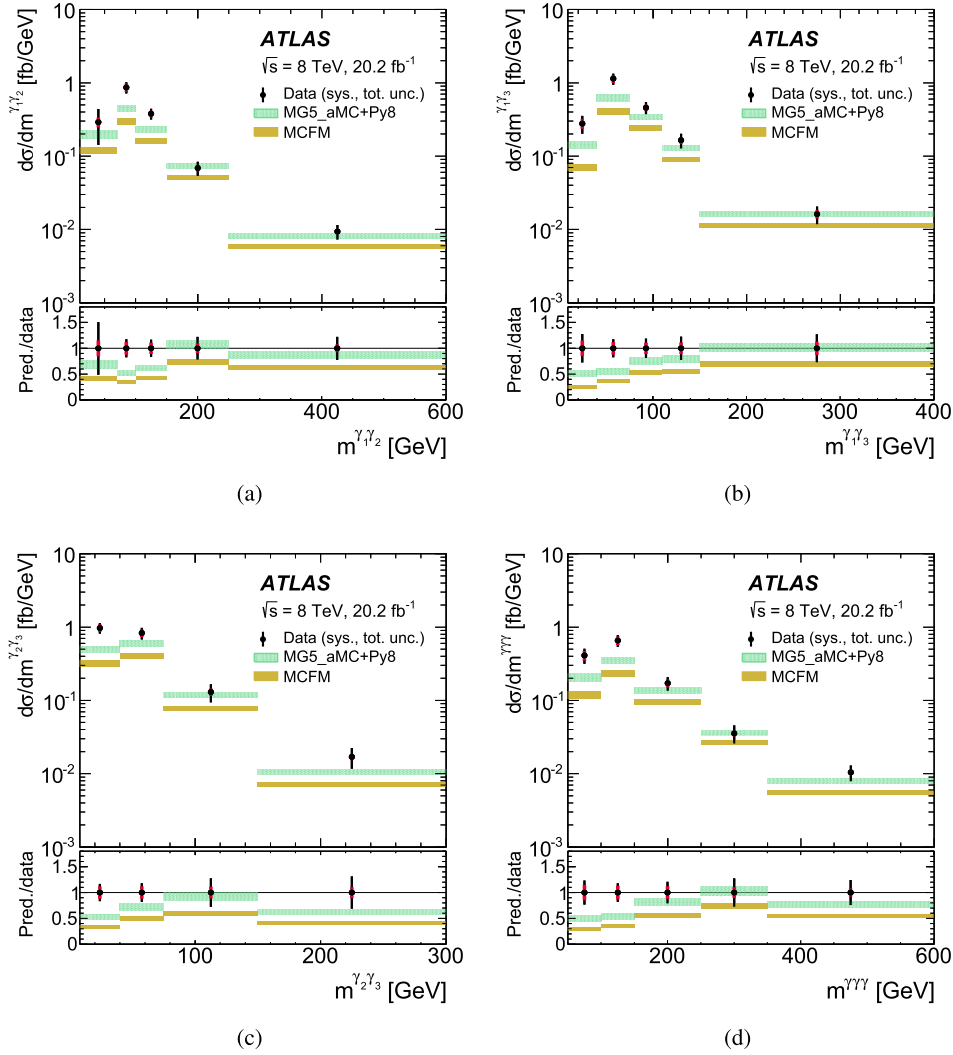 dσ/dm^{γ₁γ₂} [fb/GeV]
10
1
10⁻¹
10⁻²
10⁻³
ATLAS
√s = 8 TeV, 20.2 fb⁻¹
Data (sys., tot. unc.)
MG5_aMC+Py8
MCFM
Pred./data
1.5
1
0.5
0
200 400 600
m^{γ₁γ₂} [GeV]
(a)
dσ/dm^{γ₁γ₃} [fb/GeV]
10
1
10⁻¹
10⁻²
10⁻³
ATLAS
√s = 8 TeV, 20.2 fb⁻¹
Data (sys., tot. unc.)
MG5_aMC+Py8
MCFM
Pred./data
1.5
1
0.5
0
100 200 300 400
m^{γ₁γ₃} [GeV]
(b)
dσ/dm^{γ₂γ₃} [fb/GeV]
10
1
10⁻¹
10⁻²
10⁻³
ATLAS
√s = 8 TeV, 20.2 fb⁻¹
Data (sys., tot. unc.)
MG5_aMC+Py8
MCFM
Pred./data
1.5
1
0.5
0
100 200 300
m^{γ₂γ₃} [GeV]
(c)
dσ/dm^{γγγ} [fb/GeV]
10
1
10⁻¹
10⁻²
10⁻³
ATLAS
√s = 8 TeV, 20.2 fb⁻¹
Data (sys., tot. unc.)
MG5_aMC+Py8
MCFM
Pred./data
1.5
1
0.5
0
200 400 600
m^{γγγ} [GeV]
(d)